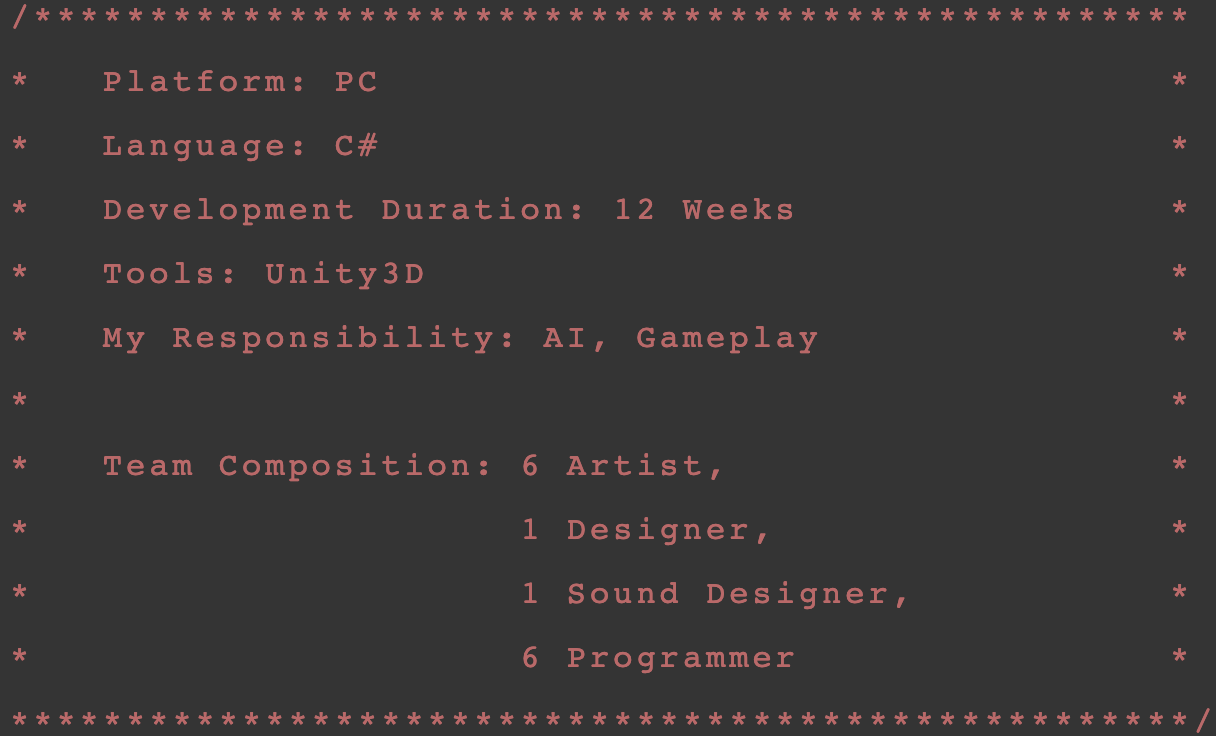 /**************************************************
*   Platform: PC                                  *
*   Language: C#                                  *
*   Development Duration: 12 Weeks                *
*   Tools: Unity3D                                *
*   My Responsibility: AI, Gameplay               *
*                                                 *
*   Team Composition: 6 Artist,                   *
*                     1 Designer,                 *
*                     1 Sound Designer,           *
*                     6 Programmer                *
***************************************************/